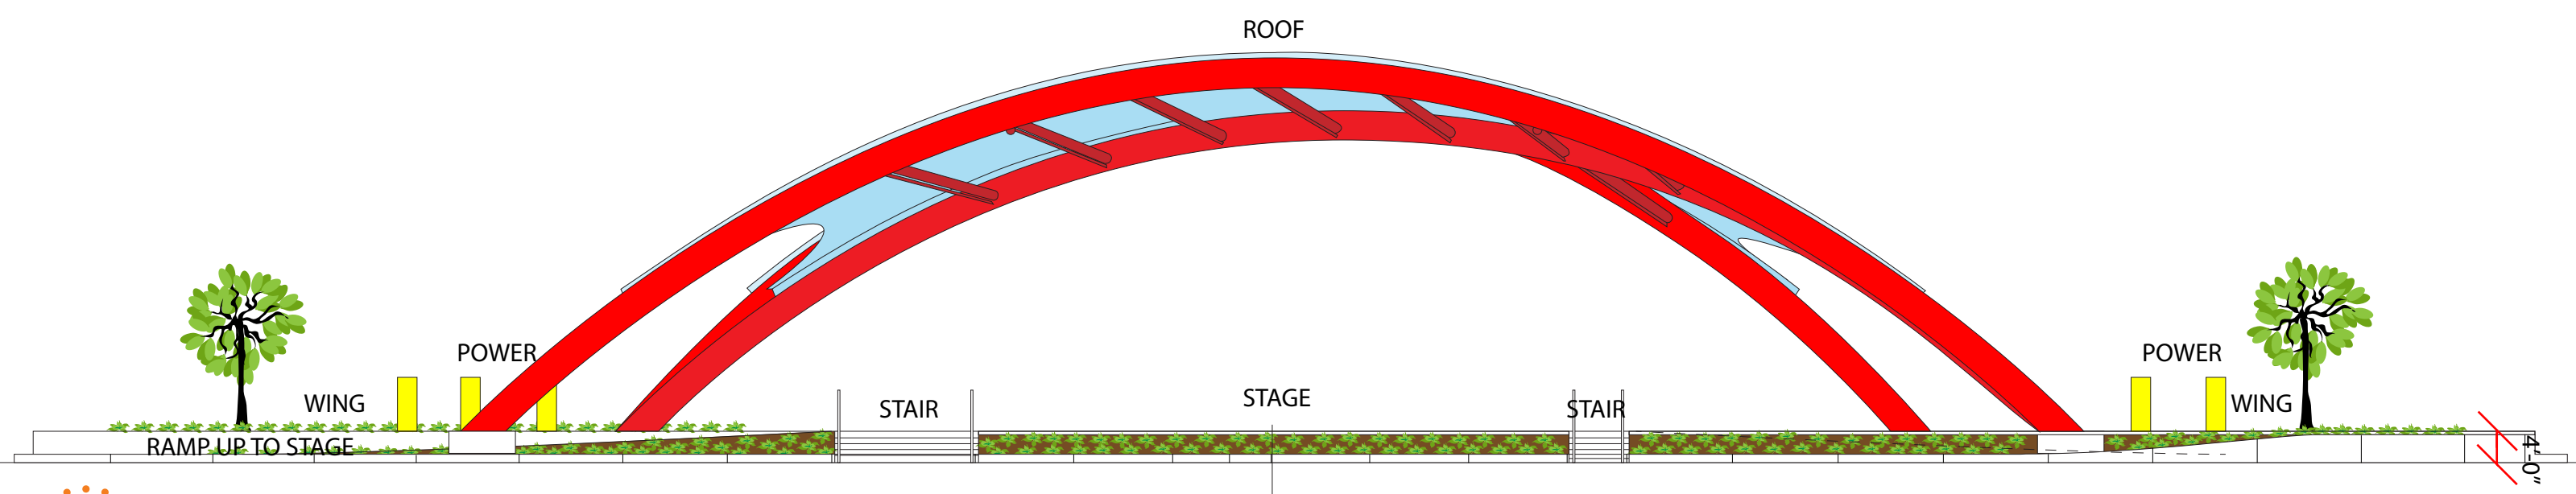 ROOF
POWER
POWER
WING
STAIR
STAGE
STAIR
WING
RAMP UP TO STAGE
4'-0"